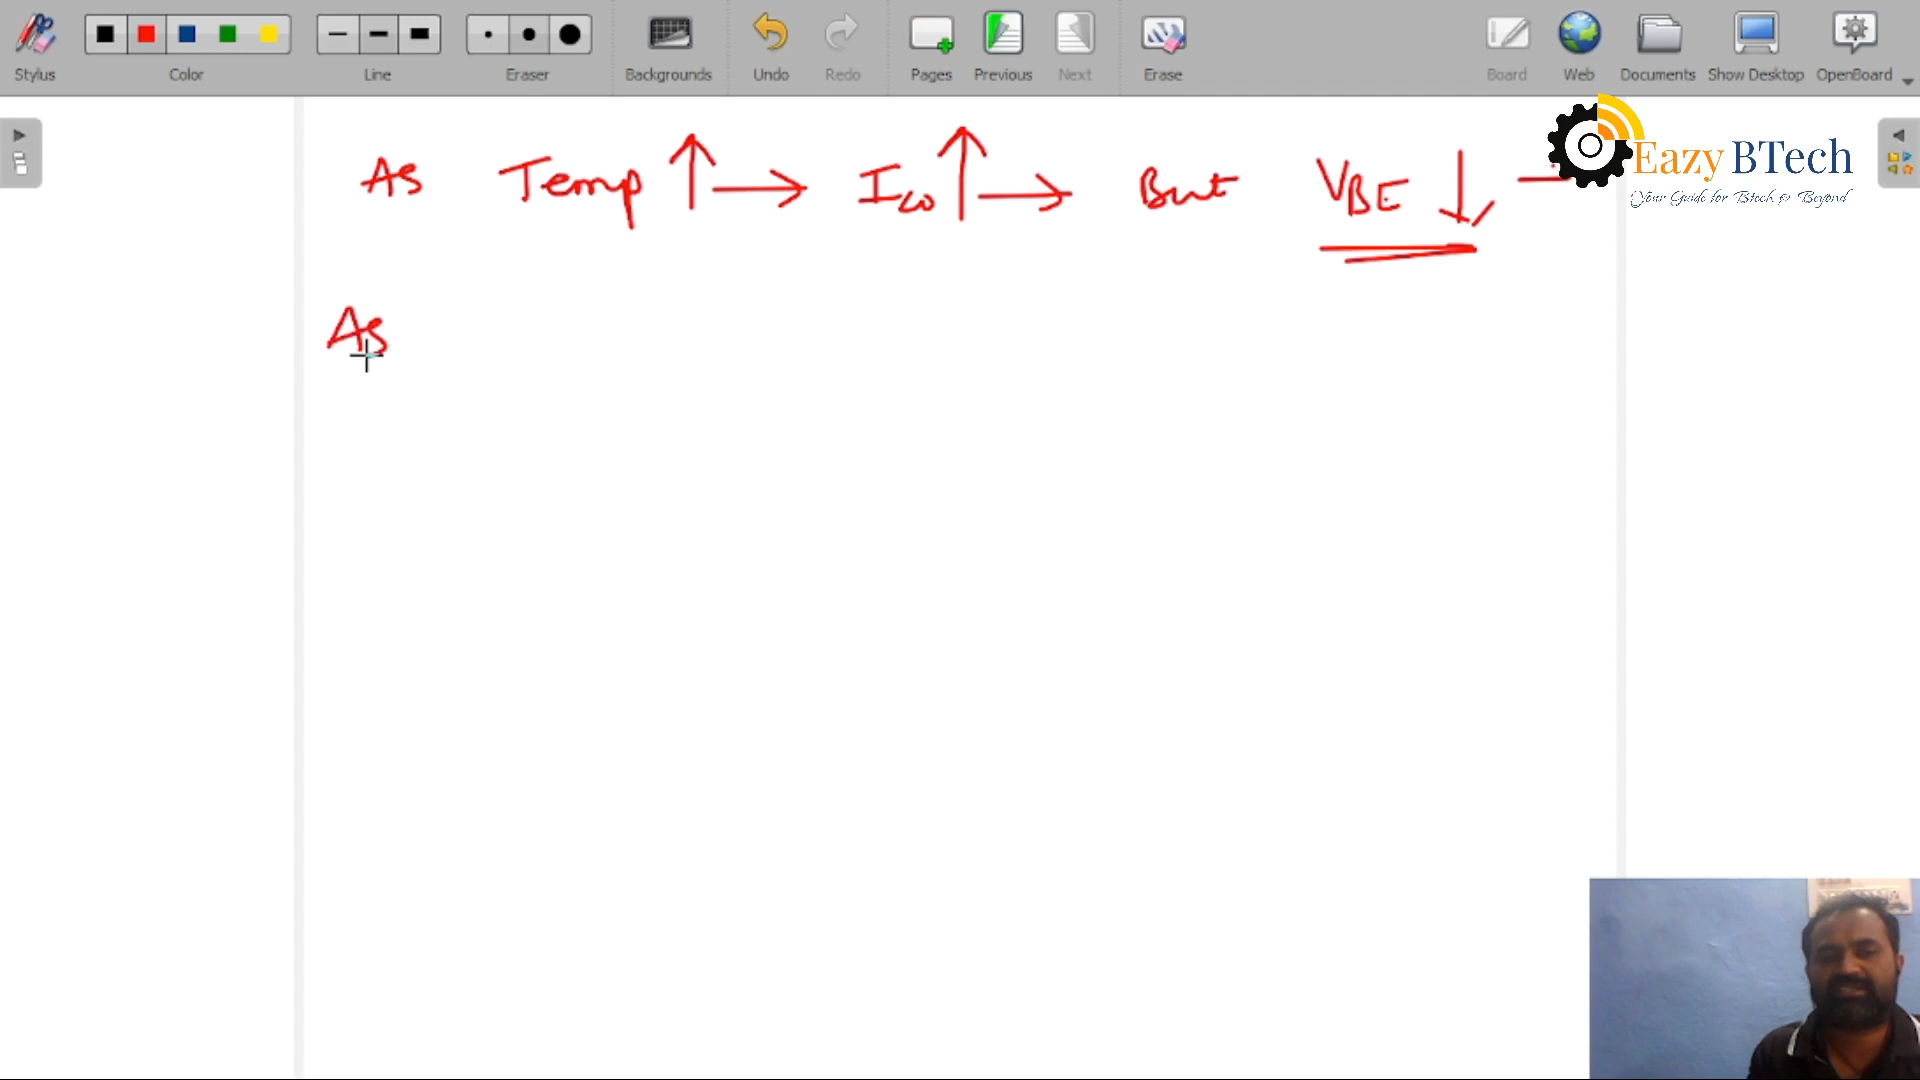 Stylus Color Line Eraser Backgrounds Undo Redo Pages Previous Next Erase Board Web Documents Show Desktop OpenBoard
Eazy BTech
Your Guide for Btech & Beyond
As Temp ↑ → Ico ↑ → But VBE ↓ -
As